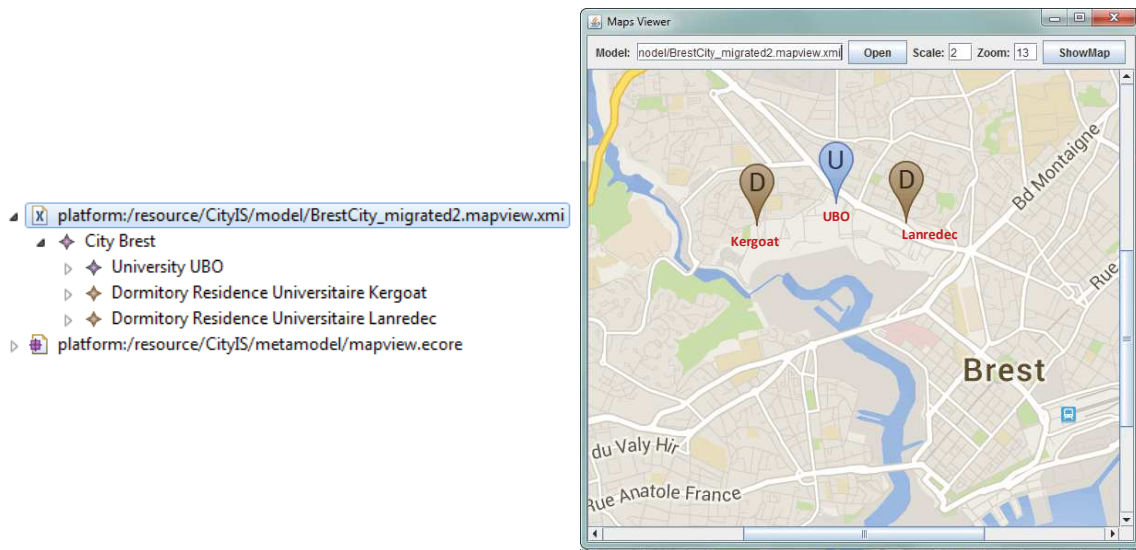 platform:/resource/CityIS/model/BrestCity_migrated2.mapview.xmi
City Brest
University UBO
Dormitory Residence Universitaire Kergoat
Dormitory Residence Universitaire Lanredec
platform:/resource/CityIS/metamodel/mapview.ecore
Maps Viewer
Model: nodel/BrestCity_migrated2.mapview.xmi Open Scale: 2 Zoom: 13 ShowMap
Bd Montaigne
D U D
UBO
Kergoat Lanredec
Rue
Brest
du Valy Hir
Rue Anatole France